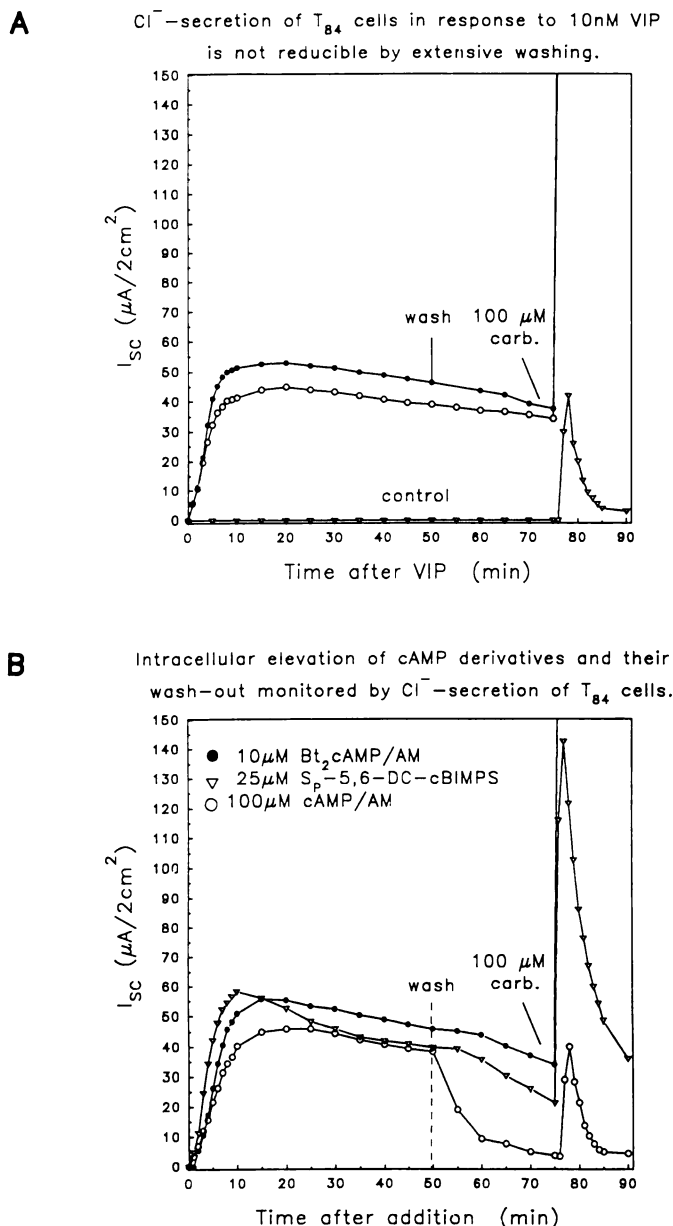 A
Cl⁻-secretion of T₈₄ cells in response to 10nM VIP
is not reducible by extensive washing.
I_SC (μA/2cm²)
150
140
130
120
110
100
90
80
70
60
50
40
30
20
10
0
wash
100 μM
carb.
control
0 10 20 30 40 50 60 70 80 90
Time after VIP (min)
B
Intracellular elevation of cAMP derivatives and their
wash-out monitored by Cl⁻-secretion of T₈₄ cells.
I_SC (μA/2cm²)
150
140
130
120
110
100
90
80
70
60
50
40
30
20
10
0
10μM Bt₂cAMP/AM
25μM S_P-5,6-DC-cBIMPS
100μM cAMP/AM
wash
100 μM
carb.
0 10 20 30 40 50 60 70 80 90
Time after addition (min)